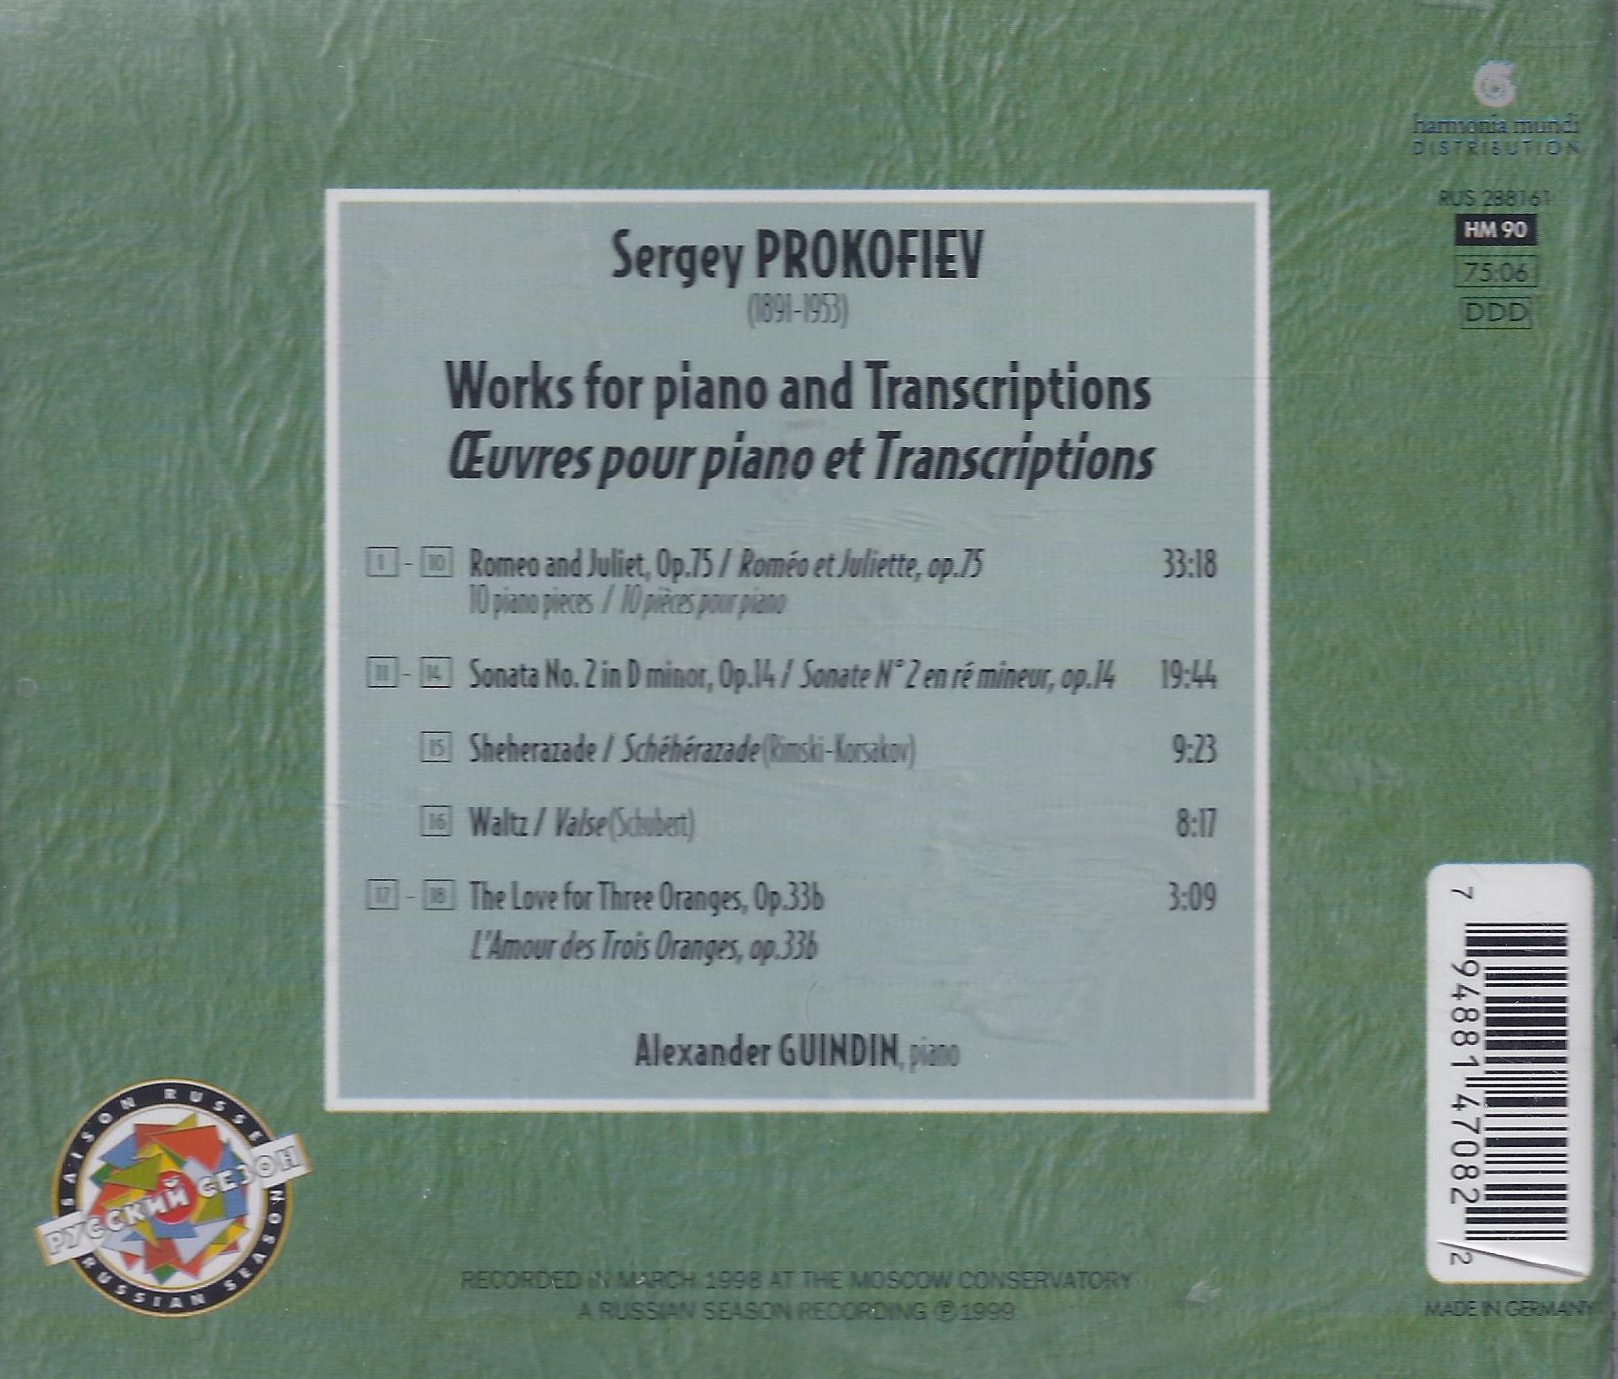 harmonia mundi
DISTRIBUTION
RUS 288161
HM 90
75:06
DDD
Sergey PROKOFIEV
(1891-1953)
Works for piano and Transcriptions
Œuvres pour piano et Transcriptions
1 - 10 Romeo and Juliet, Op.75 / Roméo et Juliette, op.75 33:18
10 piano pieces / 10 pièces pour piano
11 - 14 Sonata No. 2 in D minor, Op.14 / Sonate N° 2 en ré mineur, op.14 19:44
15 Sheherazade / Schéhérazade (Rimski-Korsakov) 9:23
16 Waltz / Valse (Schubert) 8:17
17 - 18 The Love for Three Oranges, Op.33b 3:09
L'Amour des Trois Oranges, op.33b
Alexander GUINDIN, piano
SAISON RUSSE
РУССКИЙ СЕЗОН
RUSSIAN SEASON
RECORDED IN MARCH 1998 AT THE MOSCOW CONSERVATORY
A RUSSIAN SEASON RECORDING ℗ 1999
7 94881 47082 2
MADE IN GERMANY